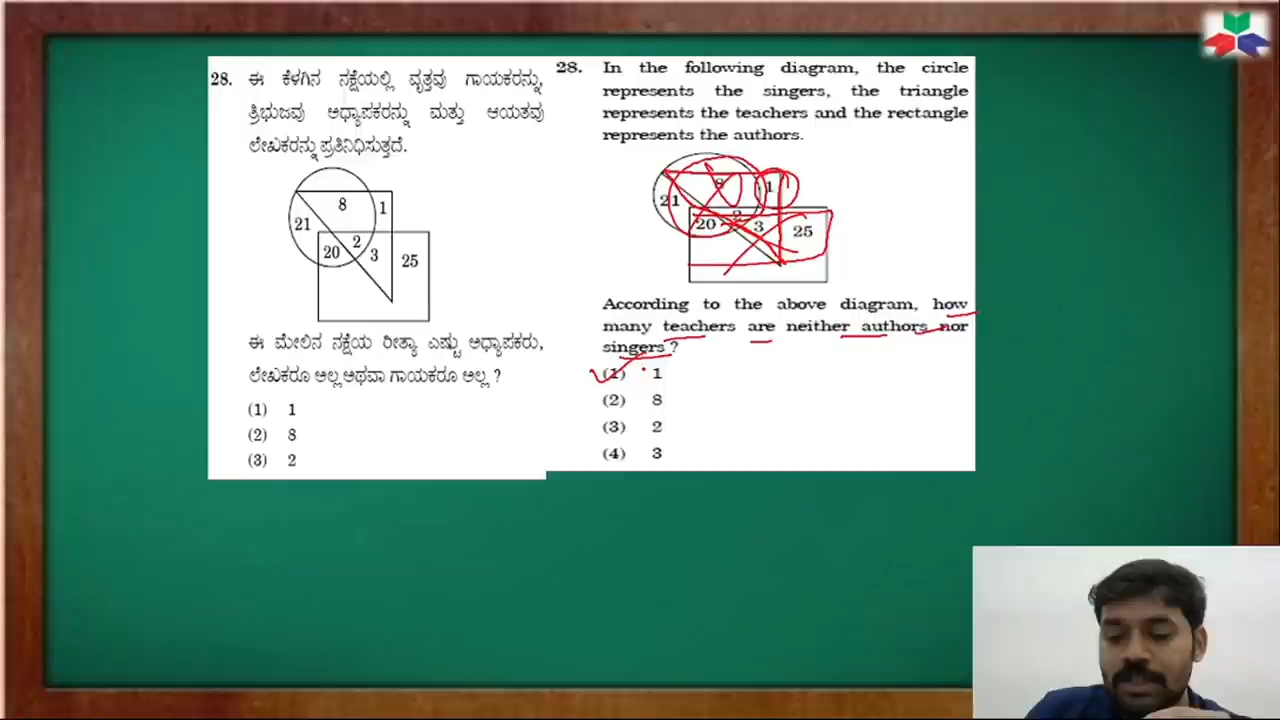 28. ಈ ಕೆಳಗಿನ ನಕ್ಷೆಯಲ್ಲಿ ವೃತ್ತವು ಗಾಯಕರನ್ನು,
ತ್ರಿಭುಜವು ಅಧ್ಯಾಪಕರನ್ನು ಮತ್ತು ಆಯತವು
ಲೇಖಕರನ್ನು ಪ್ರತಿನಿಧಿಸುತ್ತದೆ.
8
1
21
2
20
3
25
ಈ ಮೇಲಿನ ನಕ್ಷೆಯ ರೀತ್ಯಾ ಎಷ್ಟು ಅಧ್ಯಾಪಕರು,
ಲೇಖಕರೂ ಅಲ್ಲ ಅಥವಾ ಗಾಯಕರೂ ಅಲ್ಲ ?
(1) 1
(2) 8
(3) 2
28. In the following diagram, the circle
represents the singers, the triangle
represents the teachers and the rectangle
represents the authors.
8
1
21
2
20
3
25
According to the above diagram, how
many teachers are neither authors nor
singers ?
(1) 1
(2) 8
(3) 2
(4) 3